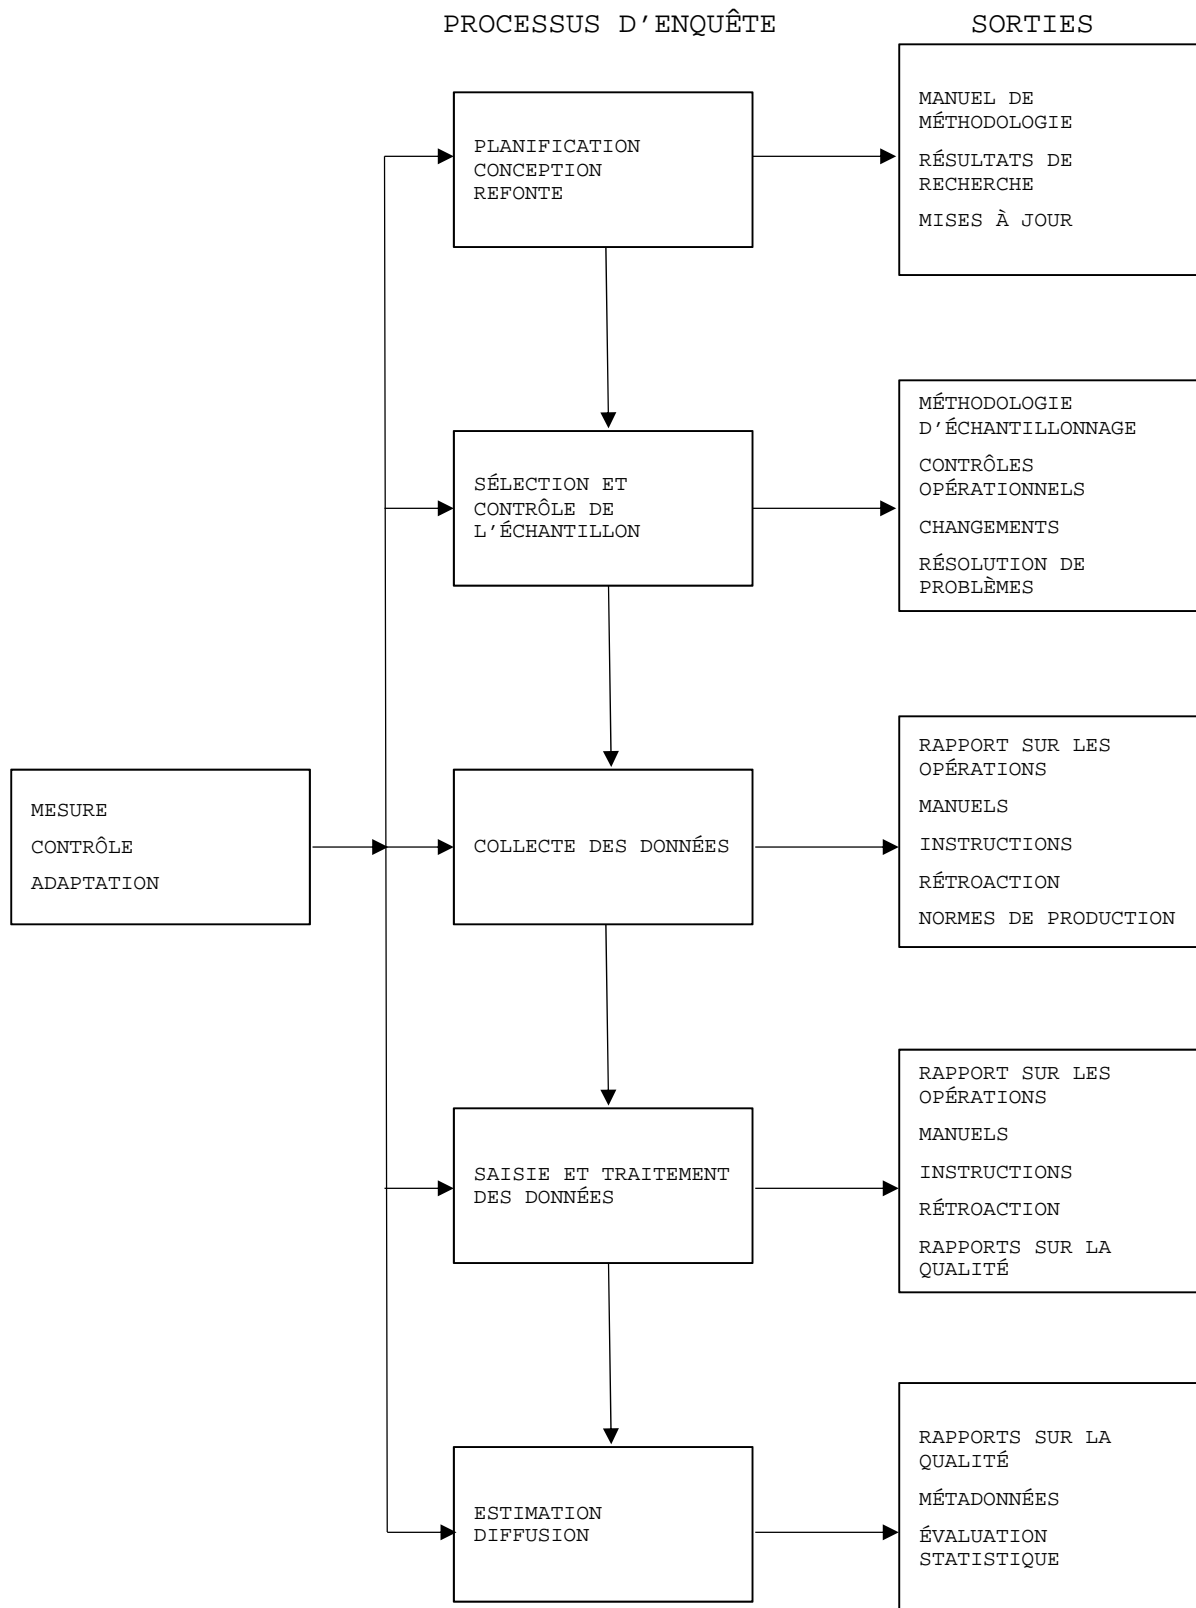 PROCESSUS D'ENQUÊTE
SORTIES
PLANIFICATION
CONCEPTION
REFONTE
MANUEL DE
MÉTHODOLOGIE
RÉSULTATS DE
RECHERCHE
MISES À JOUR
SÉLECTION ET
CONTRÔLE DE
L'ÉCHANTILLON
MÉTHODOLOGIE
D'ÉCHANTILLONNAGE
CONTRÔLES
OPÉRATIONNELS
CHANGEMENTS
RÉSOLUTION DE
PROBLÈMES
MESURE
CONTRÔLE
ADAPTATION
COLLECTE DES DONNÉES
RAPPORT SUR LES
OPÉRATIONS
MANUELS
INSTRUCTIONS
RÉTROACTION
NORMES DE PRODUCTION
SAISIE ET TRAITEMENT
DES DONNÉES
RAPPORT SUR LES
OPÉRATIONS
MANUELS
INSTRUCTIONS
RÉTROACTION
RAPPORTS SUR LA
QUALITÉ
ESTIMATION
DIFFUSION
RAPPORTS SUR LA
QUALITÉ
MÉTADONNÉES
ÉVALUATION
STATISTIQUE